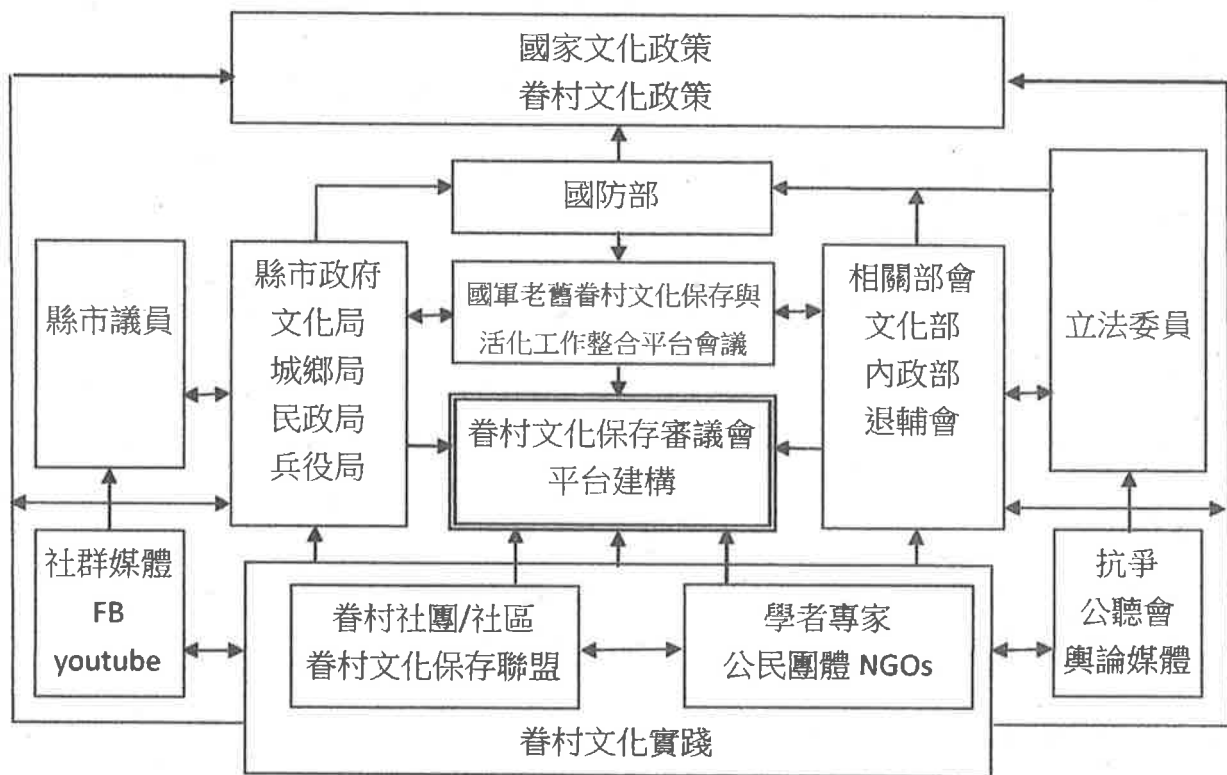 國家文化政策
眷村文化政策
國防部
縣市議員
縣市政府
文化局
城鄉局
民政局
兵役局
國軍老舊眷村文化保存與
活化工作整合平台會議
相關部會
文化部
內政部
退輔會
立法委員
眷村文化保存審議會
平台建構
社群媒體
FB
youtube
眷村社團/社區
眷村文化保存聯盟
學者專家
公民團體 NGOs
抗爭
公聽會
輿論媒體
眷村文化實踐